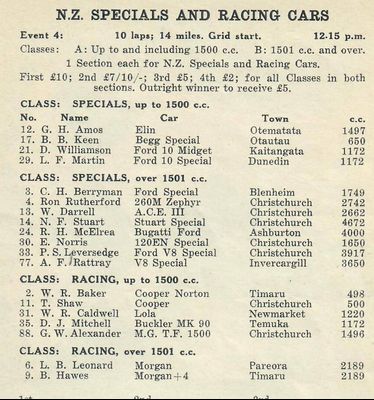 N.Z. SPECIALS AND RACING CARS
Event 4: 10 laps; 14 miles. Grid start. 12-15 p.m.
Classes: A: Up to and including 1500 c.c. B: 1501 c.c. and over.
1 Section each for N.Z. Specials and Racing Cars.
First £10; 2nd £7/10/-; 3rd £5; 4th £2; for all Classes in both
sections. Outright winner to receive £5.
CLASS: SPECIALS, up to 1500 c.c.
No. Name Car Town c.c.
12. G. H. Amos Elin Otematata 1497
17. B. B. Keen Begg Special Otautau 650
21. D. Williamson Ford 10 Midget Kaitangata 1172
29. L. F. Martin Ford 10 Special Dunedin 1172
CLASS: SPECIALS, over 1501 c.c.
3. C. H. Berryman Ford Special Blenheim 1749
4. Ron Rutherford 260M Zephyr Christchurch 2742
13. W. Darrell A.C.E. III Christchurch 2662
14. N. F. Stuart Stuart Special Christchurch 4672
24. R. H. McElrea Bugatti Ford Ashburton 4000
30. E. Norris 120EN Special Christchurch 1650
33. P. S. Leversedge Ford V8 Special Christchurch 3917
77. A. F. Rattray V8 Special Invercargill 3650
CLASS: RACING, up to 1500 c.c.
2. W. R. Baker Cooper Norton Timaru 498
11. T. Shaw Cooper Christchurch 500
31. W. R. Caldwell Lola Newmarket 1220
35. D. J. Mitchell Buckler MK 90 Temuka 1172
88. G. W. Alexander M.G. T.F. 1500 Christchurch 1496
CLASS: RACING, over 1501 c.c.
6. L. B. Leonard Morgan Pareora 2189
9. B. Hawes Morgan+4 Timaru 2189